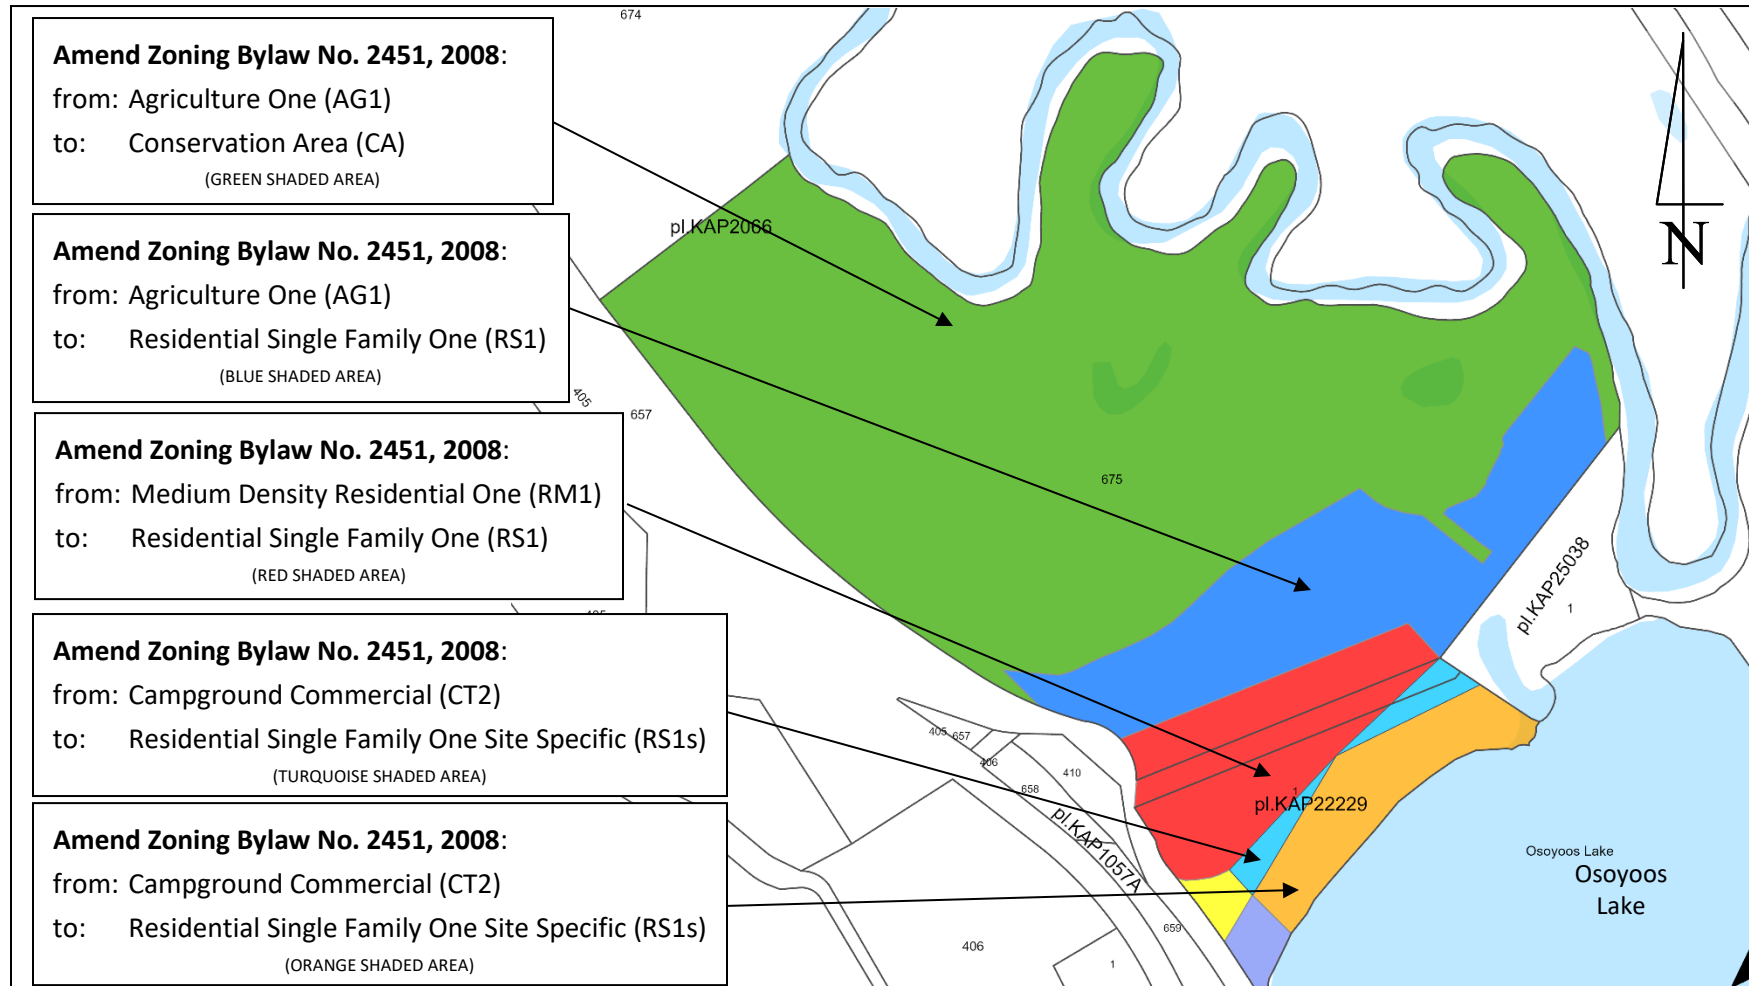 Amend Zoning Bylaw No. 2451, 2008:
from: Agriculture One (AG1)
to: Conservation Area (CA)
(GREEN SHADED AREA)
Amend Zoning Bylaw No. 2451, 2008:
from: Agriculture One (AG1)
to: Residential Single Family One (RS1)
(BLUE SHADED AREA)
Amend Zoning Bylaw No. 2451, 2008:
from: Medium Density Residential One (RM1)
to: Residential Single Family One (RS1)
(RED SHADED AREA)
Amend Zoning Bylaw No. 2451, 2008:
from: Campground Commercial (CT2)
to: Residential Single Family One Site Specific (RS1s)
(TURQUOISE SHADED AREA)
Amend Zoning Bylaw No. 2451, 2008:
from: Campground Commercial (CT2)
to: Residential Single Family One Site Specific (RS1s)
(ORANGE SHADED AREA)
674
pl.KAP2066
N
405
657
675
pl.KAP25038
1
405
657
406
410
658
pl.KAP1057A
1
pl.KAP22229
Osoyoos Lake
Osoyoos
Lake
659
406
1